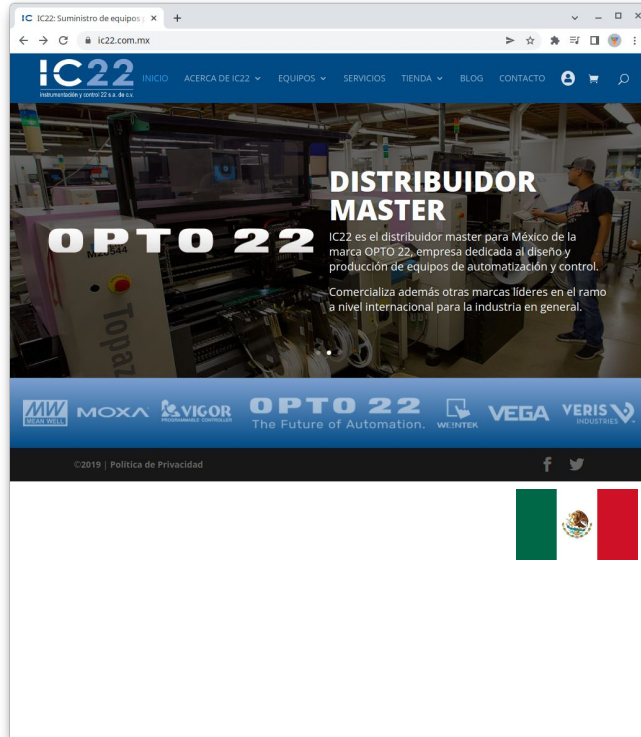 IC IC22: Suministro de equipos p
ic22.com.mx
IC22
instrumentación y control 22 s.a. de c.v.
INICIO ACERCA DE IC22 EQUIPOS SERVICIOS TIENDA BLOG CONTACTO
OPTO 22
DISTRIBUIDOR
MASTER
IC22 es el distribuidor master para México de la
marca OPTO 22, empresa dedicada al diseño y
producción de equipos de automatización y control.
Comercializa además otras marcas líderes en el ramo
a nivel internacional para la industria en general.
Topaz
MW
MEAN WELL
MOXA
VIGOR
PROGRAMMABLE CONTROLLER
OPTO 22
The Future of Automation.
WEINTEK
VEGA
VERIS
INDUSTRIES
©2019 | Política de Privacidad